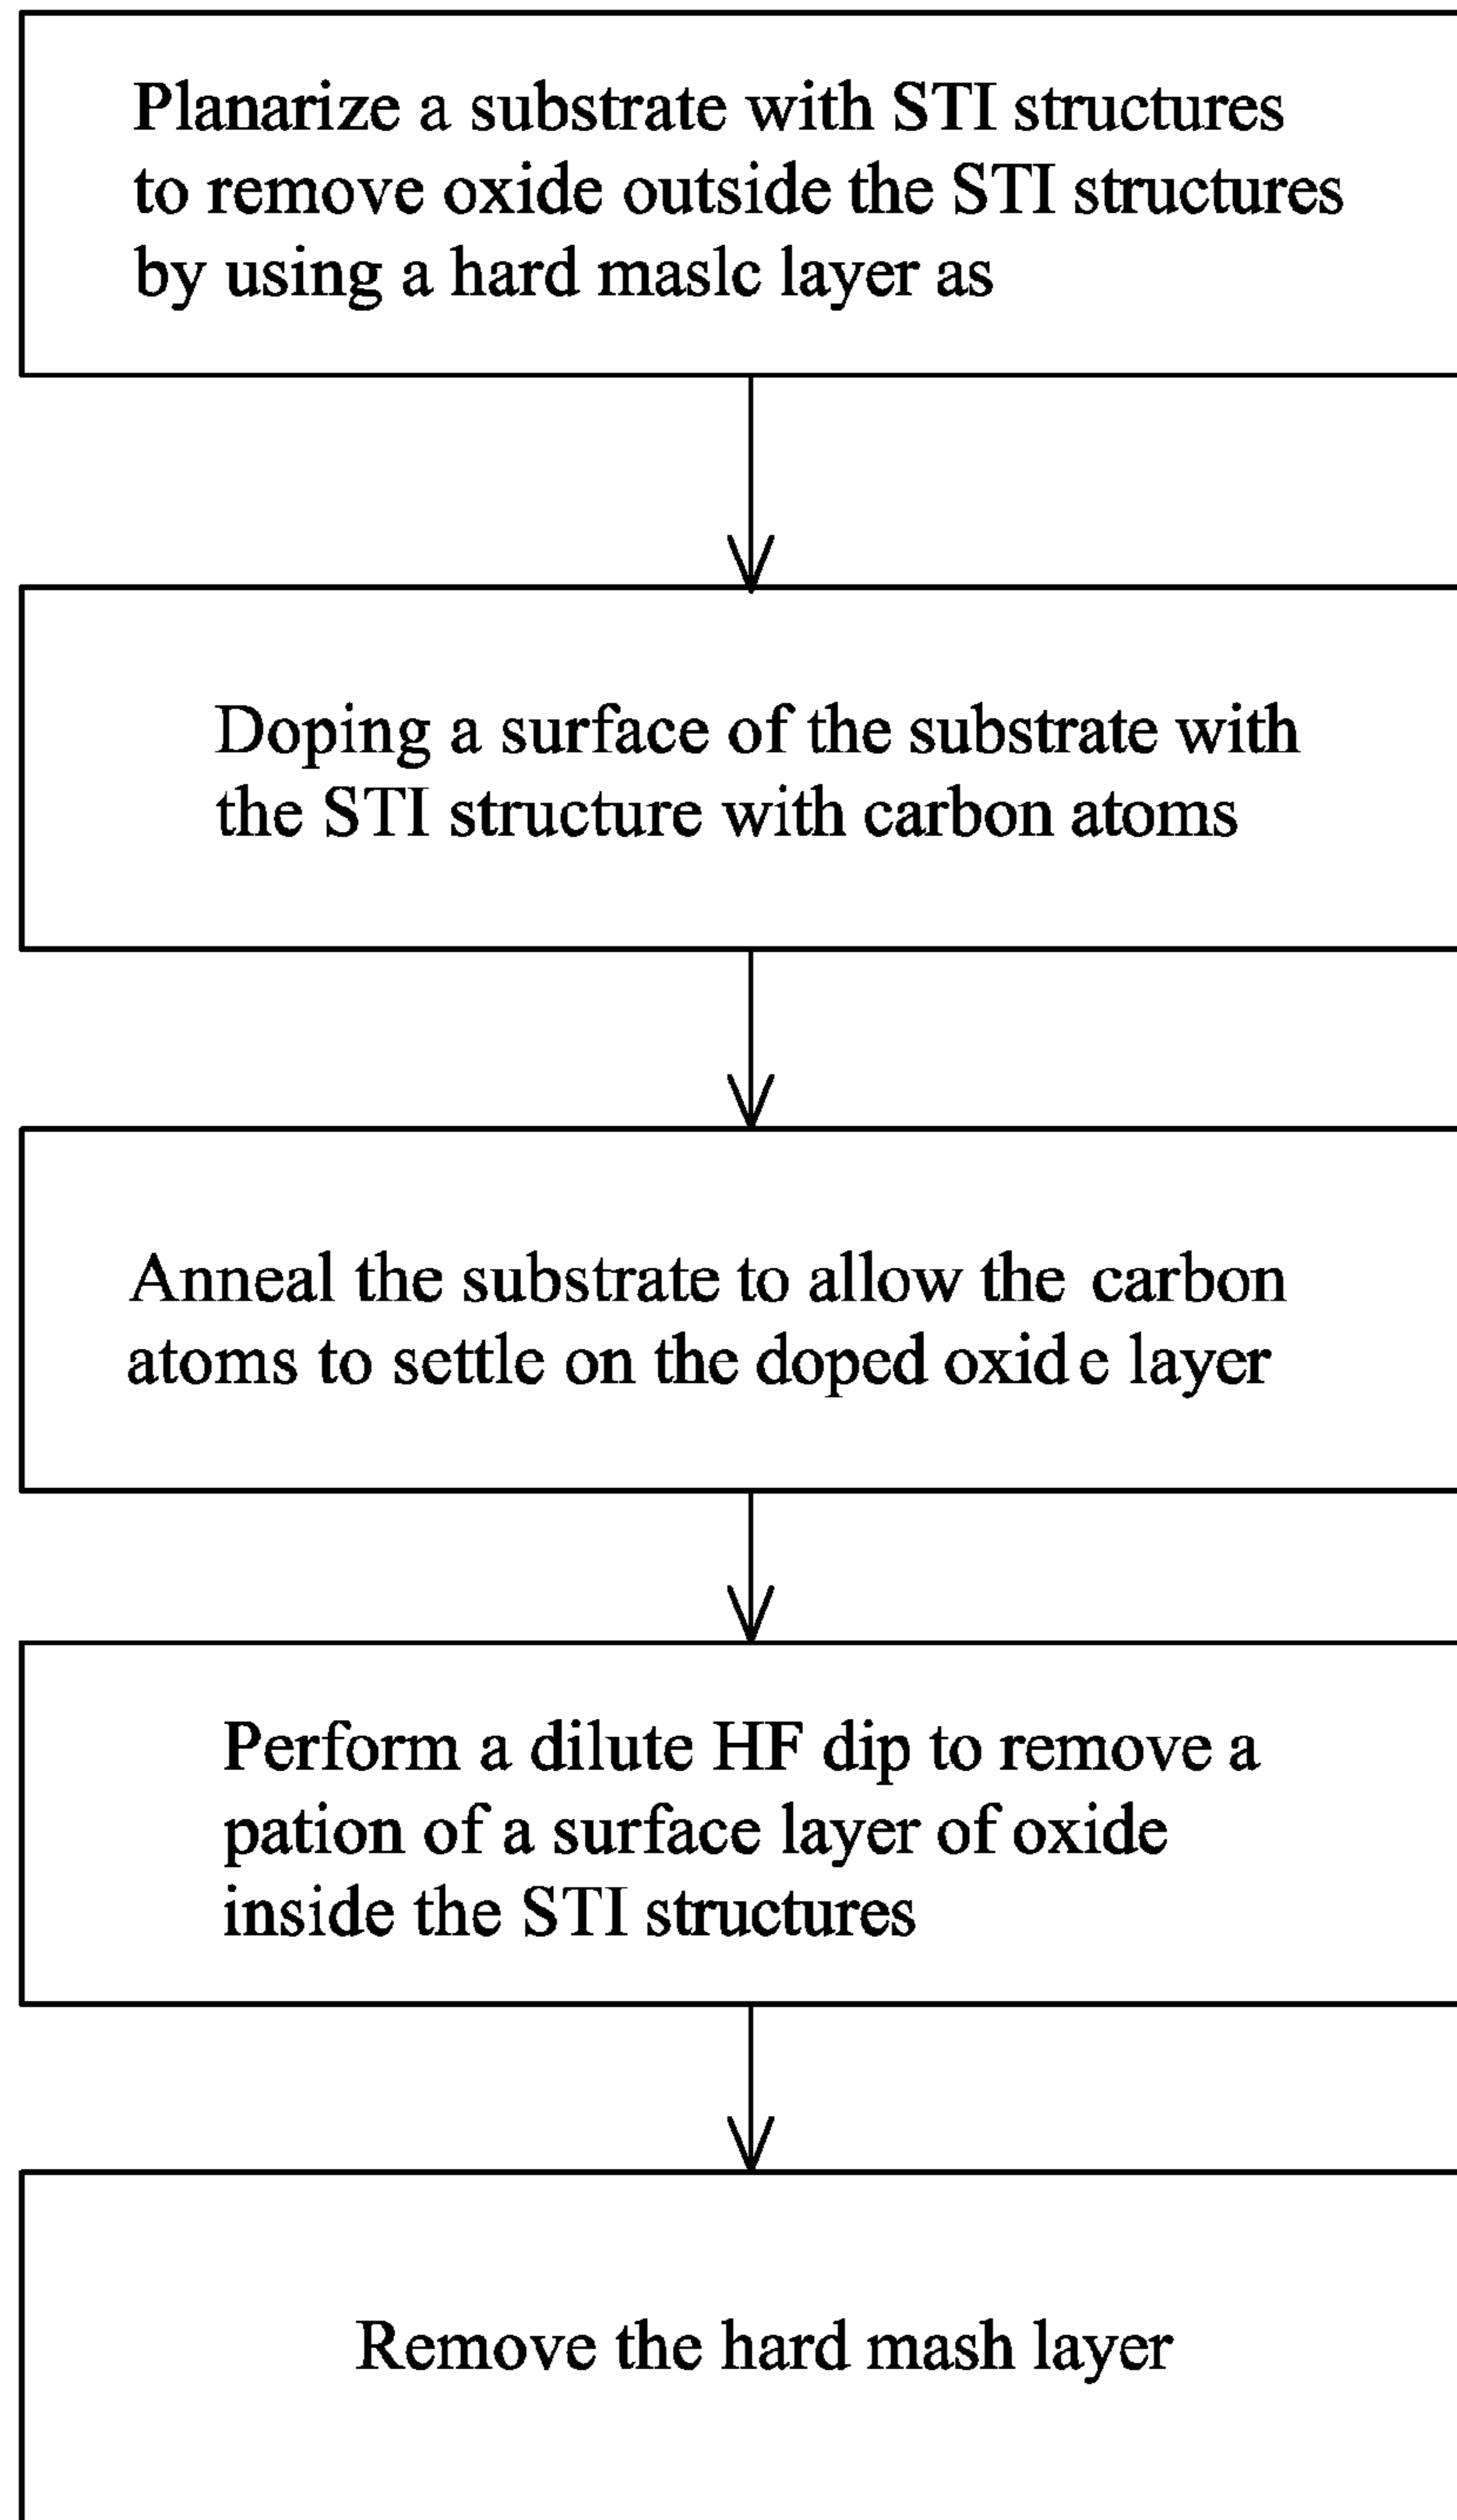 Planarize a substrate with STI structures
to remove oxide outside the STI structures
by using a hard maslc layer as
Doping a surface of the substrate with
the STI structure with carbon atoms
Anneal the substrate to allow the carbon
atoms to settle on the doped oxide layer
Perform a dilute HF dip to remove a
pation of a surface layer of oxide
inside the STI structures
Remove the hard mash layer